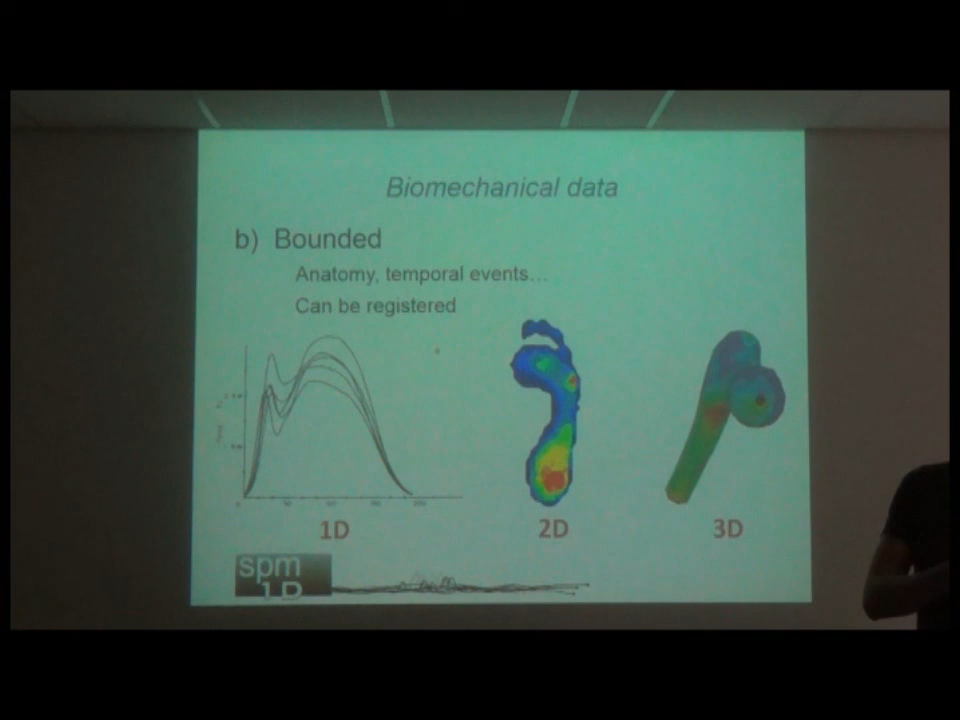 Biomechanical data
b) Bounded
Anatomy, temporal events...
Can be registered
1D
2D
3D
spm
1D